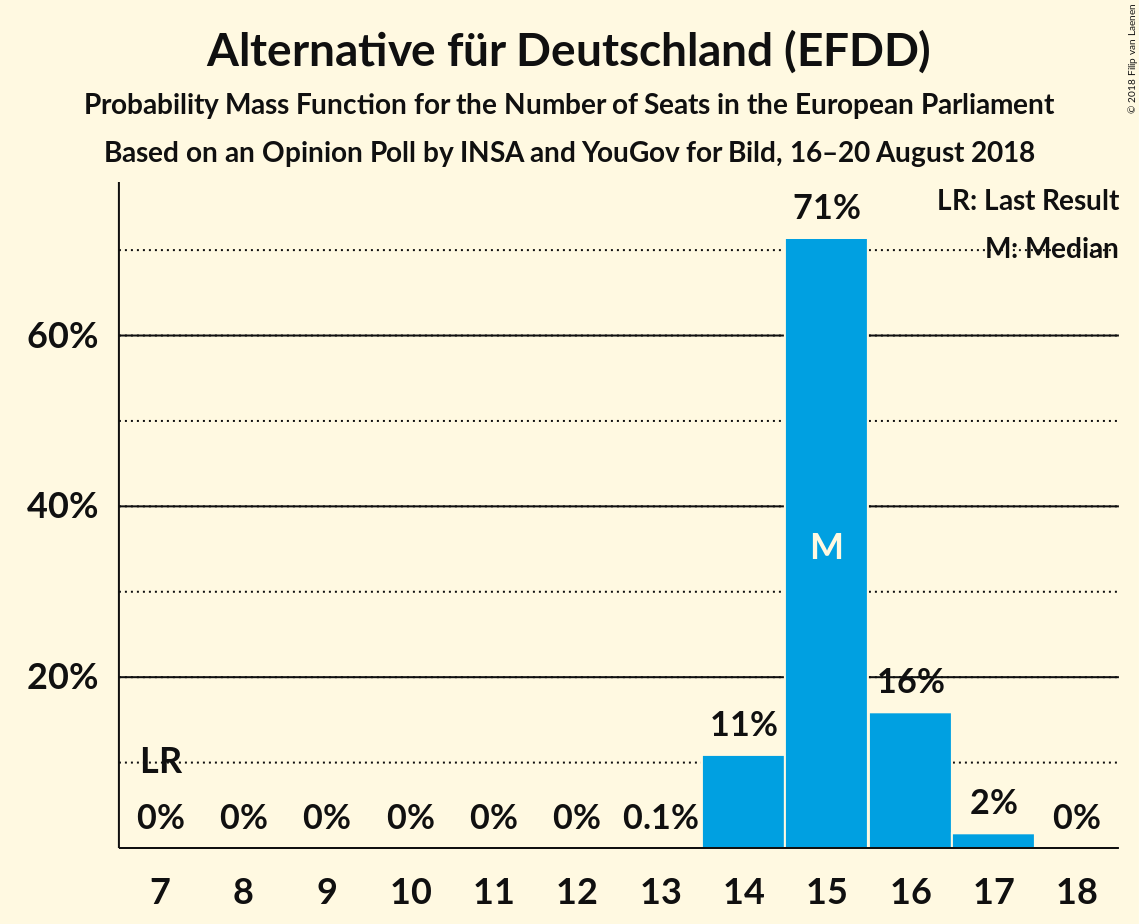 Alternative für Deutschland (EFDD)
Probability Mass Function for the Number of Seats in the European Parliament
Based on an Opinion Poll by INSA and YouGov for Bild, 16–20 August 2018
© 2018 Filip van Laenen
LR: Last Result
M: Median
71%
60%
40%
M
20%
16%
11%
LR
2%
0% 0% 0% 0% 0% 0% 0.1% 0%
7 8 9 10 11 12 13 14 15 16 17 18